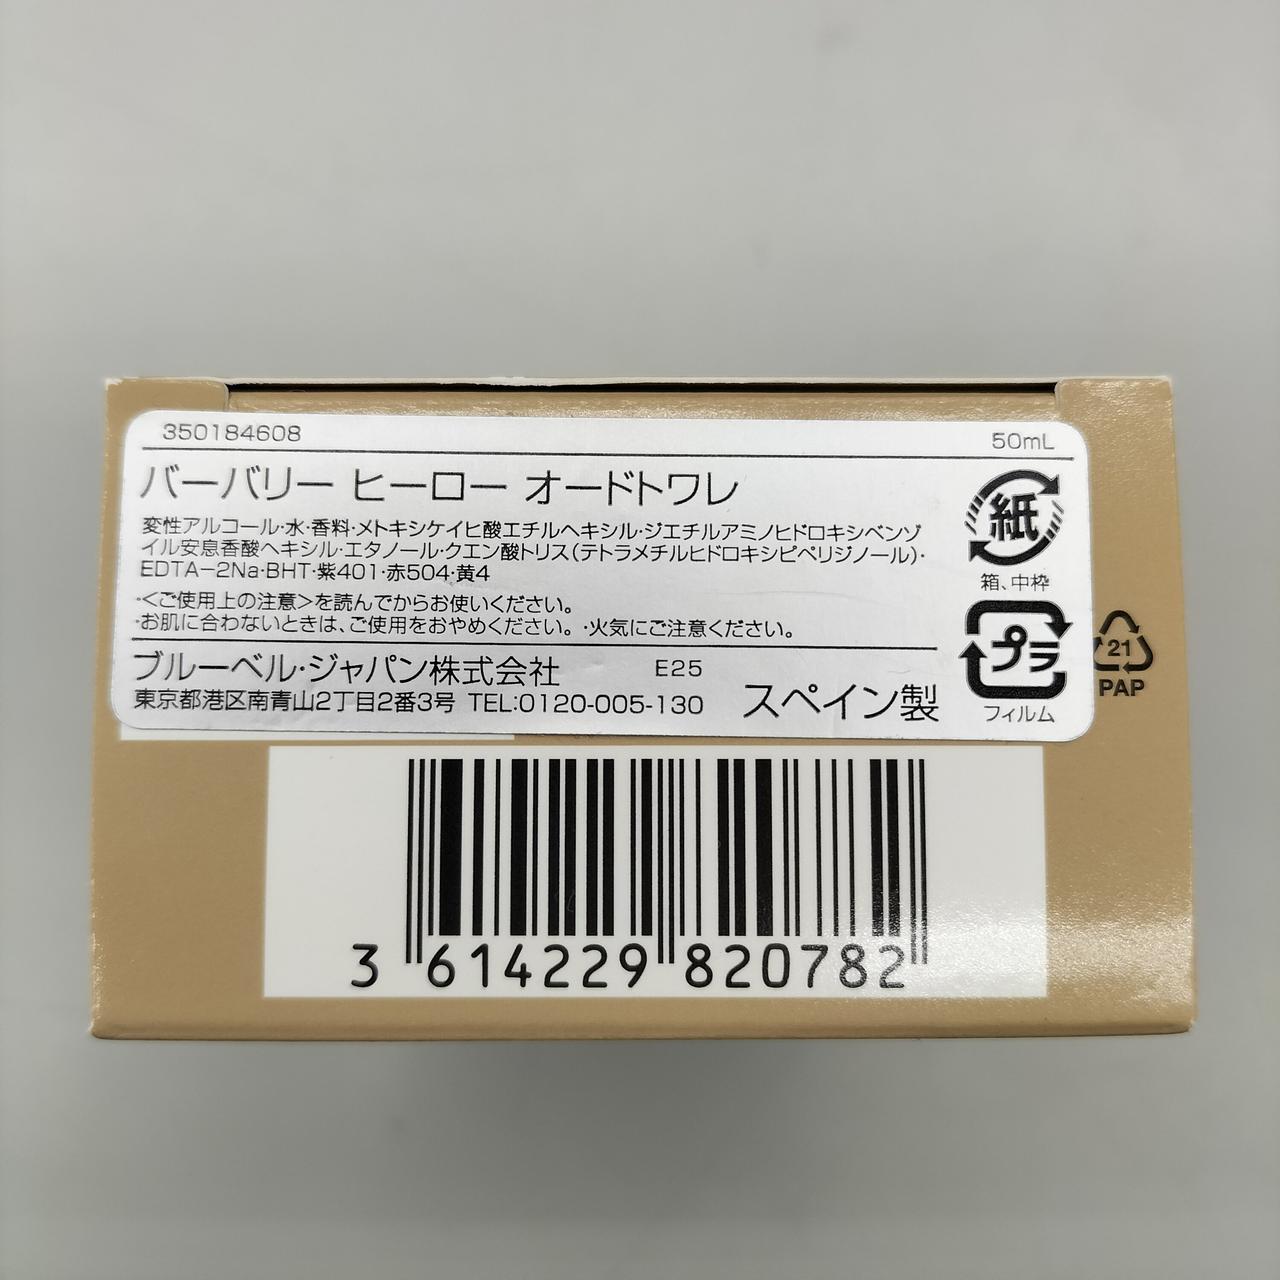 350184608
50mL
バーバリー ヒーロー オードトワレ
変性アルコール・水・香料・メトキシケイヒ酸エチルヘキシル・ジエチルアミノヒドロキシベンゾ
イル安息香酸ヘキシル・エタノール・クエン酸トリス(テトラメチルヒドロキシピペリジノール)・
EDTA-2Na・BHT・紫401・赤504・黄4
・<ご使用上の注意>を読んでからお使いください。
・お肌に合わないときは、ご使用をおやめください。・火気にご注意ください。
紙
箱、中枠
プラ
フィルム
21
PAP
ブルーベル・ジャパン株式会社 E25
東京都港区南青山2丁目2番3号 TEL:0120-005-130
スペイン製
3 614229 820782